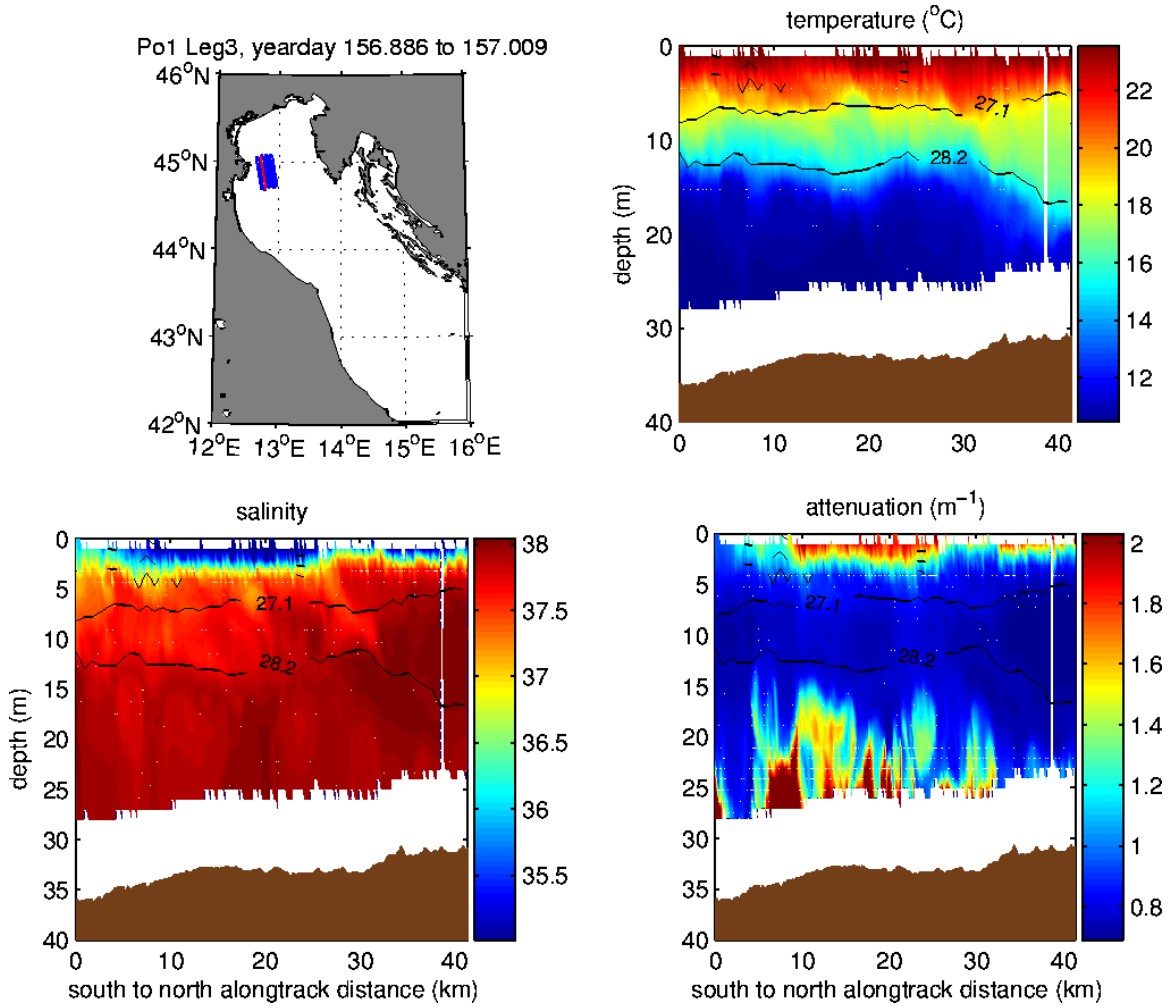 Po1 Leg3, yearday 156.886 to 157.009
46°N
45°N
44°N
43°N
42°N
12°E 13°E 14°E 15°E 16°E
temperature (°C)
0
10
20
30
40
depth (m)
27.1
28.2
0 10 20 30 40
22
20
18
16
14
12
salinity
0
5
10
15
20
25
30
35
40
depth (m)
27.1
28.2
0 10 20 30 40
south to north alongtrack distance (km)
38
37.5
37
36.5
36
35.5
attenuation (m⁻¹)
0
5
10
15
20
25
30
35
40
27.1
28.2
0 10 20 30 40
south to north alongtrack distance (km)
2
1.8
1.6
1.4
1.2
1
0.8